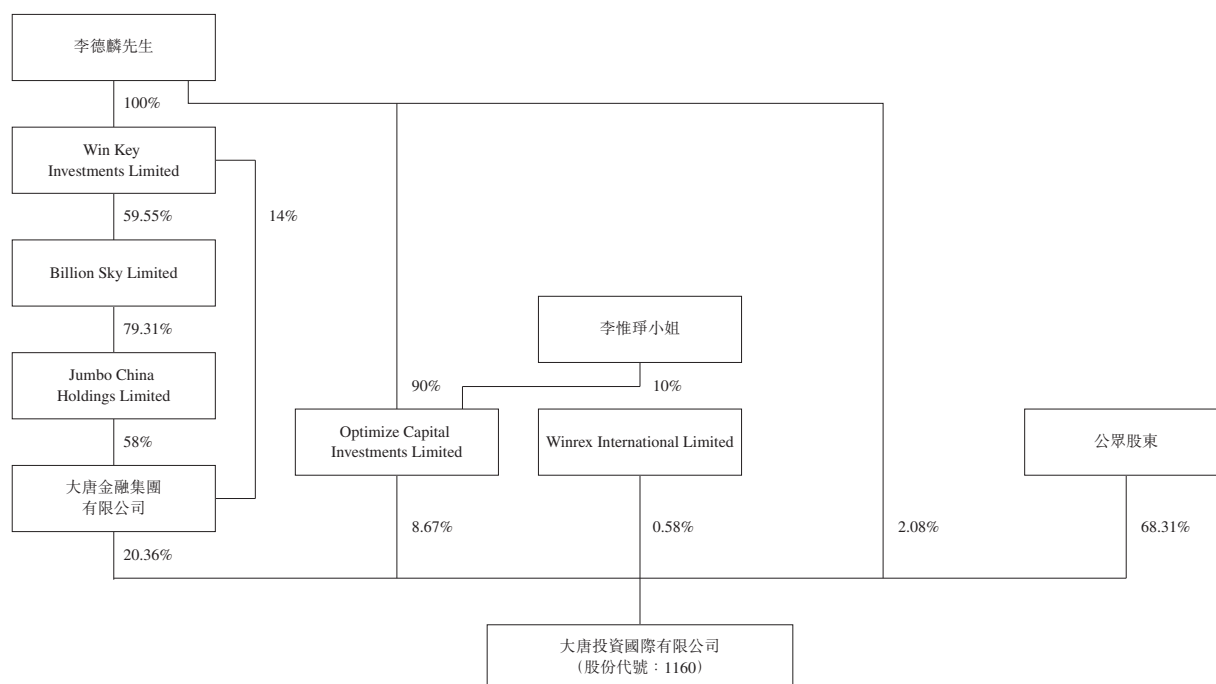 李德麟先生
100%
Win Key
Investments Limited
59.55%
14%
Billion Sky Limited
79.31%
李惟琤小姐
Jumbo China
Holdings Limited
90%
10%
58%
Optimize Capital
Investments Limited
Winrex International Limited
公眾股東
大唐金融集團
有限公司
20.36%
8.67%
0.58%
2.08%
68.31%
大唐投資國際有限公司
(股份代號：1160)